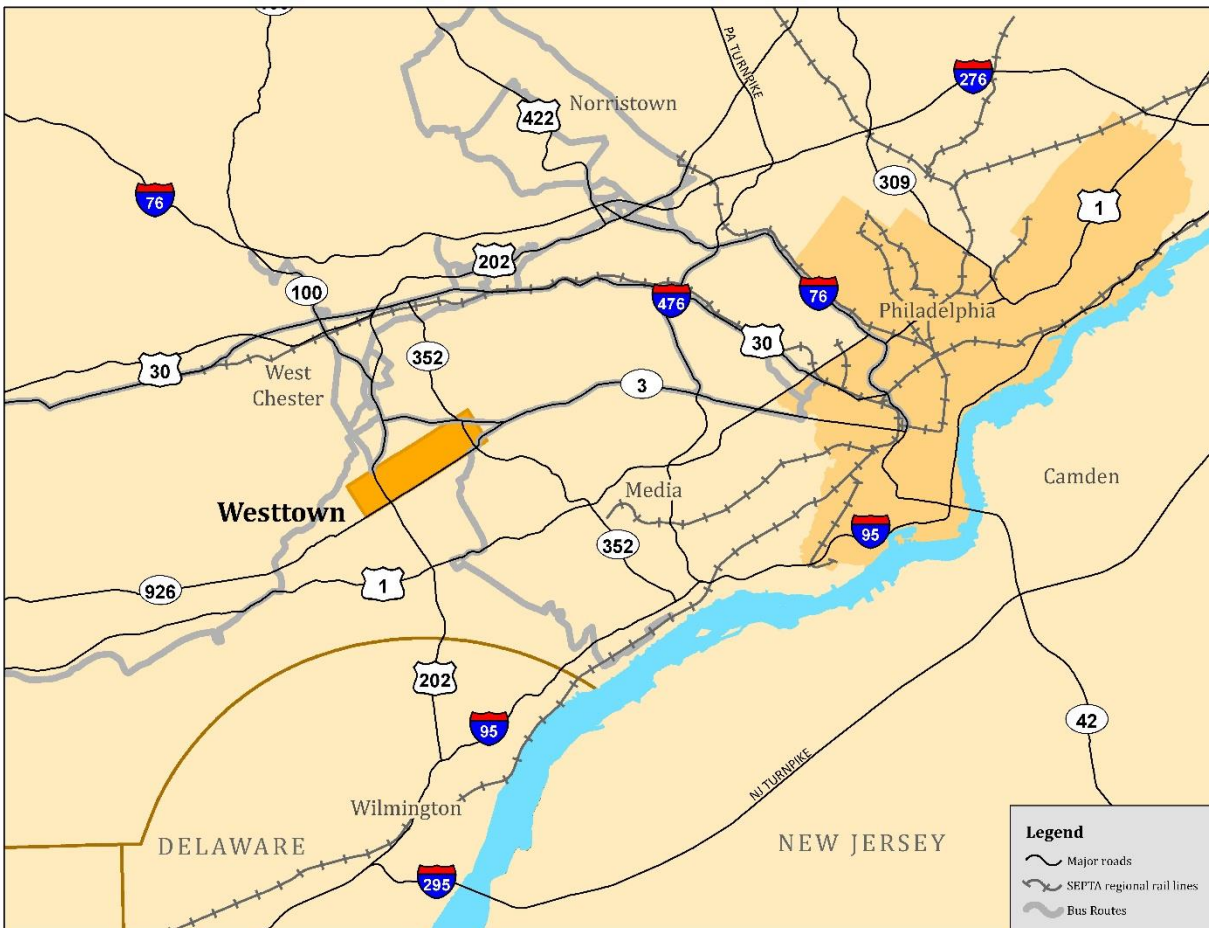 PA TURNPIKE
276
Norristown
422
309
76
1
202
100
476
76
Philadelphia
30
352
30
West
Chester
3
Camden
Media
Westtown
95
352
926
1
202
42
95
NJ TURNPIKE
Wilmington
DELAWARE
NEW JERSEY
295
Legend
Major roads
SEPTA regional rail lines
Bus Routes